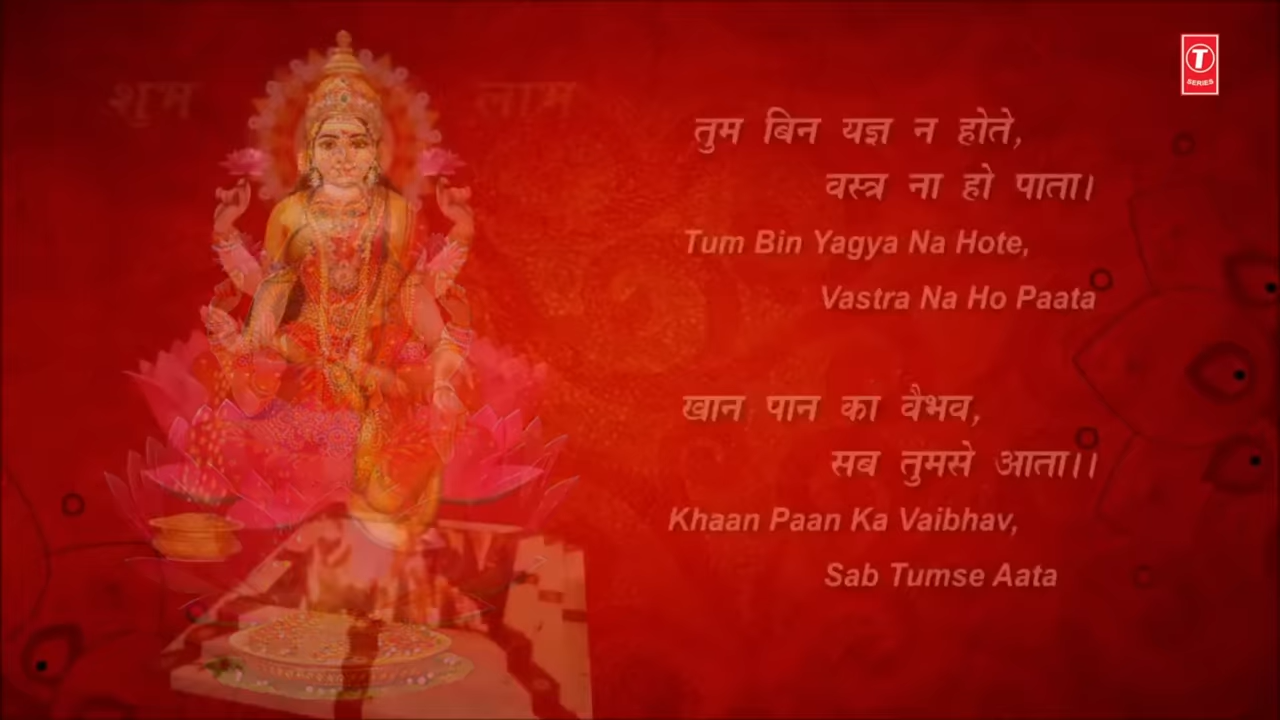 शुभ लाभ
T
SERIES
तुम बिन यज्ञ न होते,
वस्त्र ना हो पाता।
Tum Bin Yagya Na Hote,
Vastra Na Ho Paata
खान पान का वैभव,
सब तुमसे आता।।
Khaan Paan Ka Vaibhav,
Sab Tumse Aata